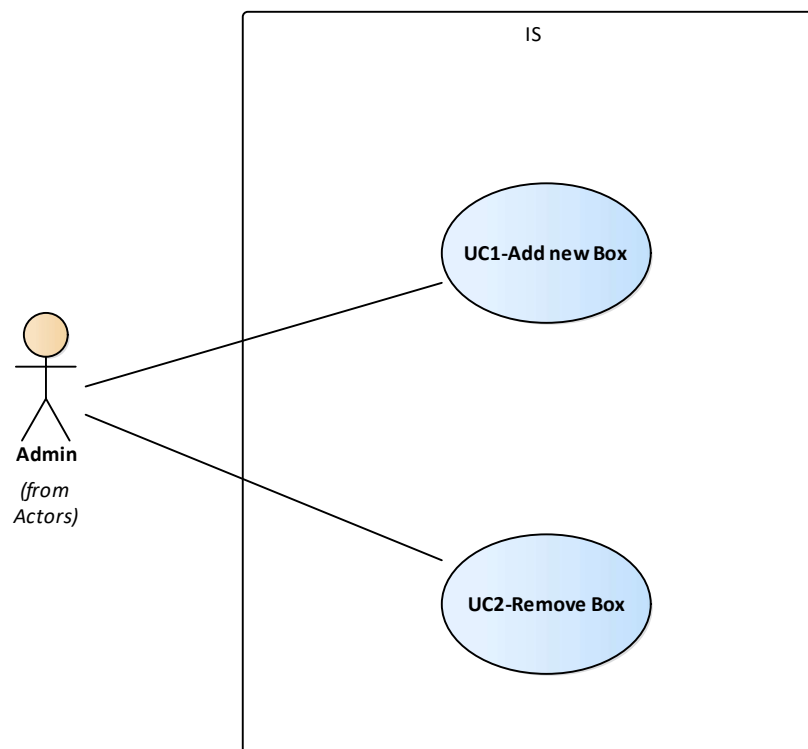 IS
UC1-Add new Box
Admin
(from
Actors)
UC2-Remove Box